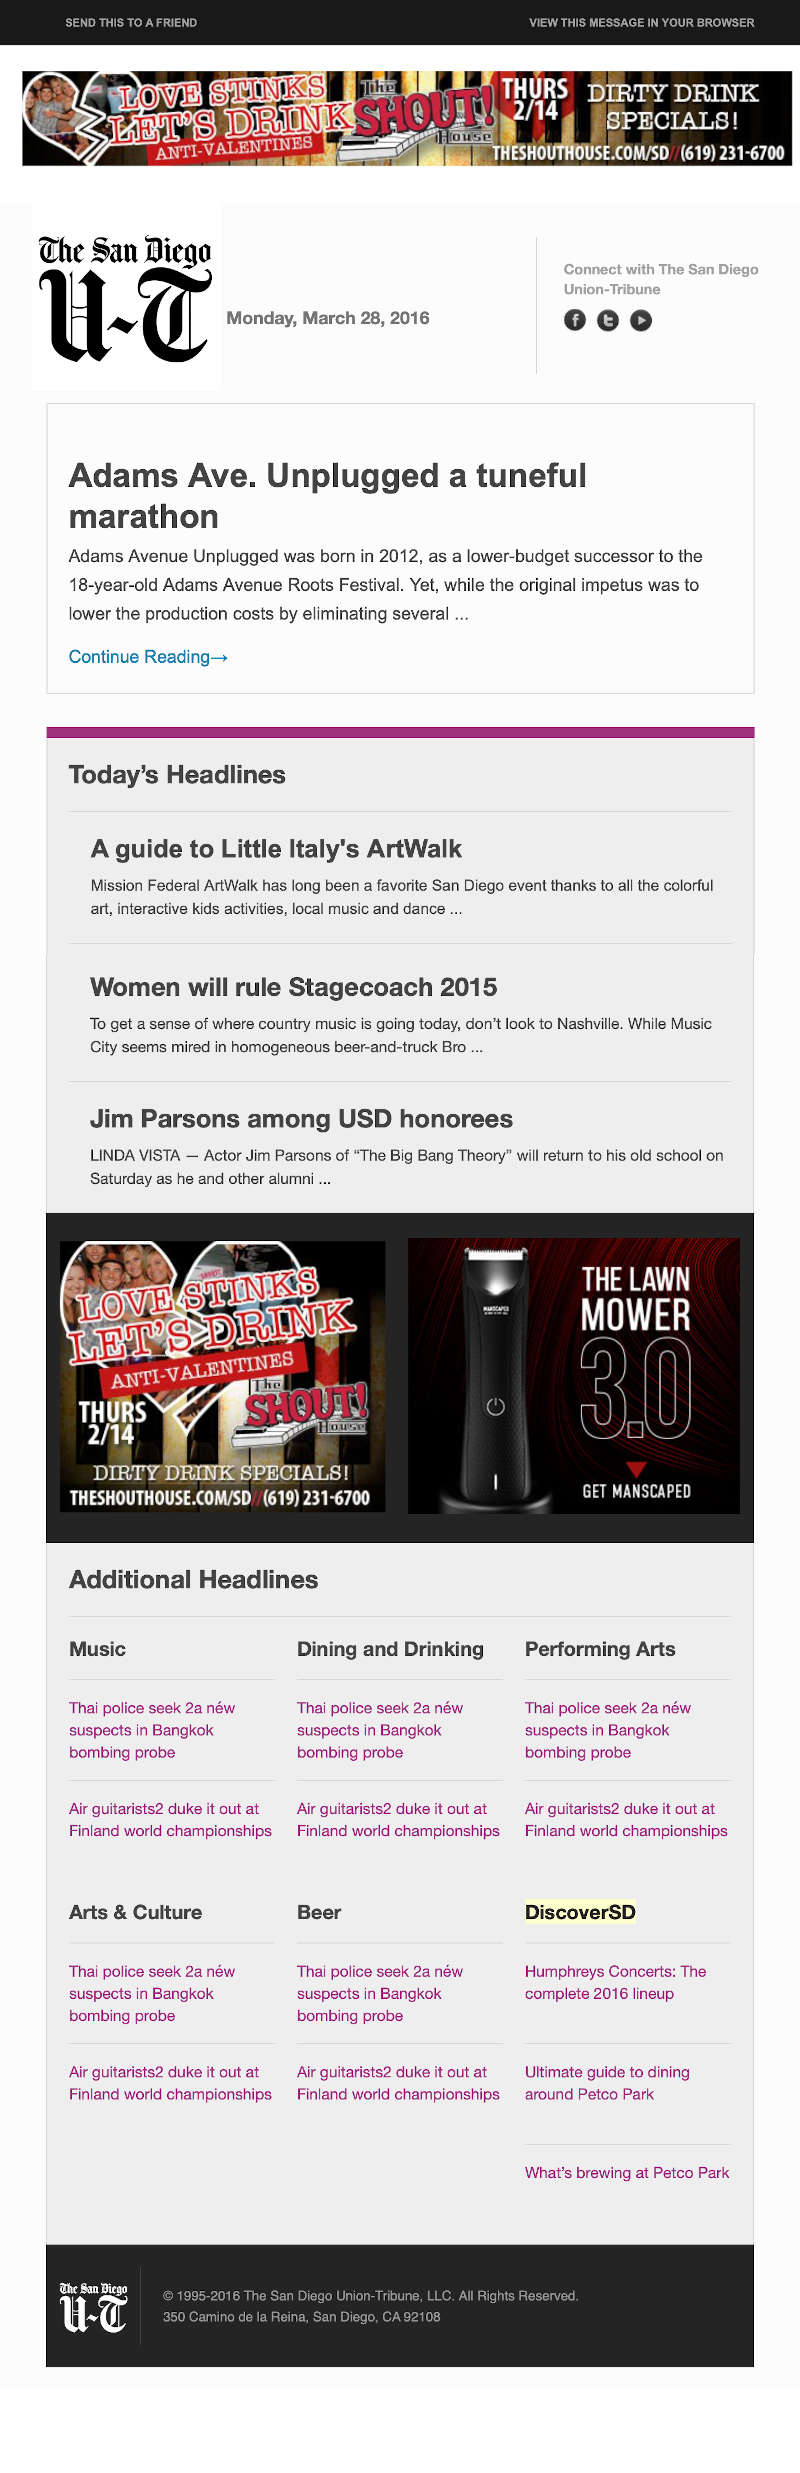 SEND THIS TO A FRIEND
VIEW THIS MESSAGE IN YOUR BROWSER
LOVE STINKS
LET'S DRINK
ANTI-VALENTINES
The
SHOUT!
House
THURS
2/14
DIRTY DRINK
SPECIALS!
THESHOUTHOUSE.COM/SD//(619) 231-6700
The San Diego
U-T
Monday, March 28, 2016
Connect with The San Diego
Union-Tribune
Adams Ave. Unplugged a tuneful
marathon
Adams Avenue Unplugged was born in 2012, as a lower-budget successor to the
18-year-old Adams Avenue Roots Festival. Yet, while the original impetus was to
lower the production costs by eliminating several ...
Continue Reading→
Today’s Headlines
A guide to Little Italy's ArtWalk
Mission Federal ArtWalk has long been a favorite San Diego event thanks to all the colorful
art, interactive kids activities, local music and dance ...
Women will rule Stagecoach 2015
To get a sense of where country music is going today, don’t look to Nashville. While Music
City seems mired in homogeneous beer-and-truck Bro ...
Jim Parsons among USD honorees
LINDA VISTA — Actor Jim Parsons of “The Big Bang Theory” will return to his old school on
Saturday as he and other alumni ...
LOVE STINKS
LET'S DRINK
ANTI-VALENTINES
THURS
2/14
The
SHOUT!
House
DIRTY DRINK SPECIALS!
THESHOUTHOUSE.COM/SD//(619) 231-6700
MANSCAPED
THE LAWN
MOWER
3.0
GET MANSCAPED
Additional Headlines
Music
Thai police seek 2a néw
suspects in Bangkok
bombing probe
Air guitarists2 duke it out at
Finland world championships
Dining and Drinking
Thai police seek 2a néw
suspects in Bangkok
bombing probe
Air guitarists2 duke it out at
Finland world championships
Performing Arts
Thai police seek 2a néw
suspects in Bangkok
bombing probe
Air guitarists2 duke it out at
Finland world championships
Arts & Culture
Thai police seek 2a néw
suspects in Bangkok
bombing probe
Air guitarists2 duke it out at
Finland world championships
Beer
Thai police seek 2a néw
suspects in Bangkok
bombing probe
Air guitarists2 duke it out at
Finland world championships
DiscoverSD
Humphreys Concerts: The
complete 2016 lineup
Ultimate guide to dining
around Petco Park
What’s brewing at Petco Park
The San Diego
U-T
© 1995-2016 The San Diego Union-Tribune, LLC. All Rights Reserved.
350 Camino de la Reina, San Diego, CA 92108